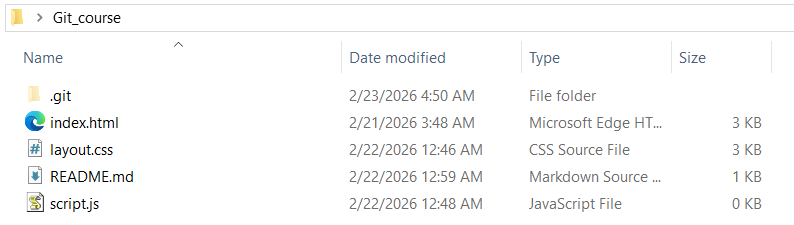 Git_course
Name Date modified Type Size
.git 2/23/2026 4:50 AM File folder
index.html 2/21/2026 3:48 AM Microsoft Edge HT... 3 KB
layout.css 2/22/2026 12:46 AM CSS Source File 3 KB
README.md 2/22/2026 12:59 AM Markdown Source ... 1 KB
script.js 2/22/2026 12:48 AM JavaScript File 0 KB